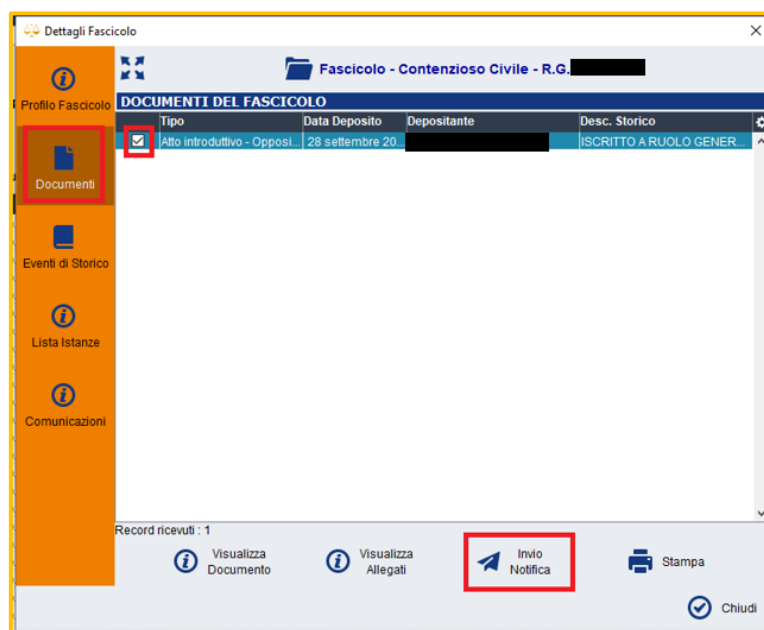 Dettagli Fascicolo
Fascicolo - Contenzioso Civile - R.G.
Profilo Fascicolo
DOCUMENTI DEL FASCICOLO
Tipo Data Deposito Depositante Desc. Storico
Atto introduttivo - Opposi... 28 settembre 20... ISCRITTO A RUOLO GENER...
Documenti
Eventi di Storico
Lista Istanze
Comunicazioni
Record ricevuti : 1
Visualizza
Documento
Visualizza
Allegati
Invio
Notifica
Stampa
Chiudi